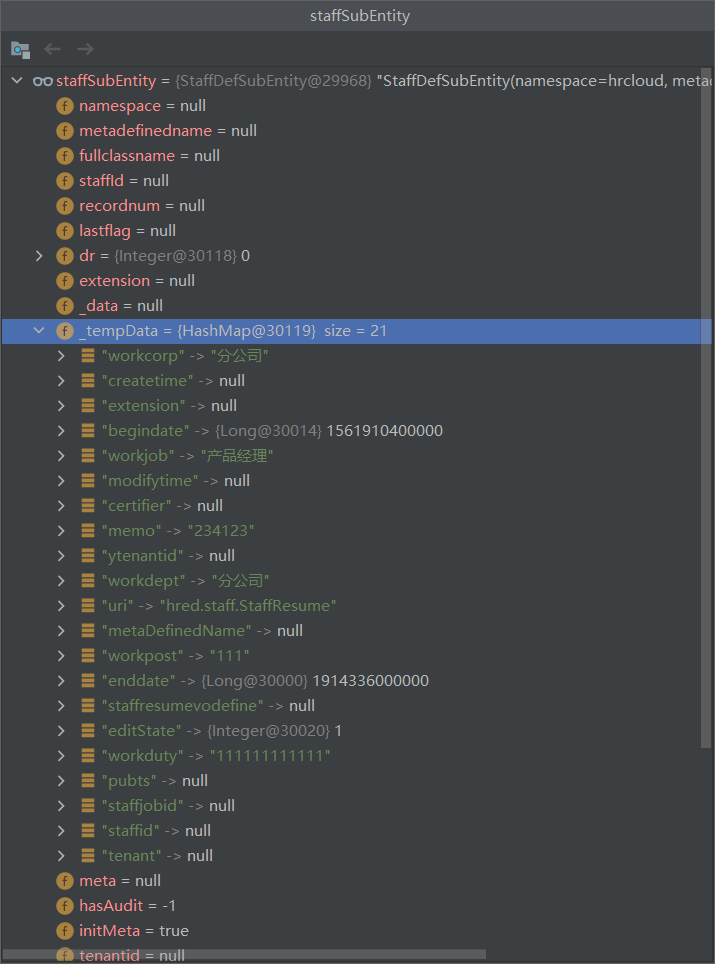 staffSubEntity
staffSubEntity = {StaffDefSubEntity@29968} "StaffDefSubEntity(namespace=hrcloud, metac
f namespace = null
f metadefinedname = null
f fullclassname = null
f staffId = null
f recordnum = null
f lastflag = null
f dr = {Integer@30118} 0
f extension = null
f _data = null
f _tempData = {HashMap@30119} size = 21
"workcorp" -> "分公司"
"createtime" -> null
"extension" -> null
"begindate" -> {Long@30014} 1561910400000
"workjob" -> "产品经理"
"modifytime" -> null
"certifier" -> null
"memo" -> "234123"
"ytenantid" -> null
"workdept" -> "分公司"
"uri" -> "hred.staff.StaffResume"
"metaDefinedName" -> null
"workpost" -> "111"
"enddate" -> {Long@30000} 1914336000000
"staffresumevodefine" -> null
"editState" -> {Integer@30020} 1
"workduty" -> "111111111111"
"pubts" -> null
"staffjobid" -> null
"staffid" -> null
"tenant" -> null
f meta = null
f hasAudit = -1
f initMeta = true
f tenantid = null